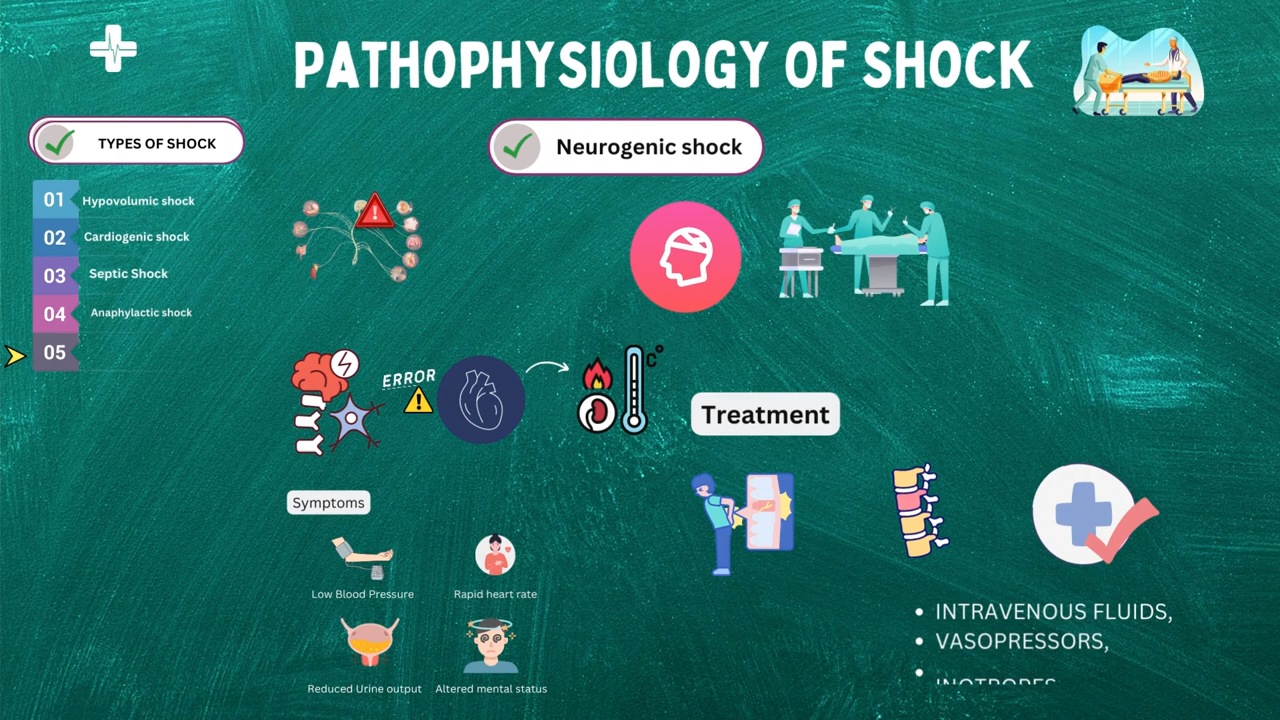 PATHOPHYSIOLOGY OF SHOCK
TYPES OF SHOCK
01 Hypovolumic shock
02 Cardiogenic shock
03 Septic Shock
04 Anaphylactic shock
05
Neurogenic shock
ERROR
C°
Treatment
Symptoms
Low Blood Pressure
Rapid heart rate
Reduced Urine output
Altered mental status
• INTRAVENOUS FLUIDS,
• VASOPRESSORS,